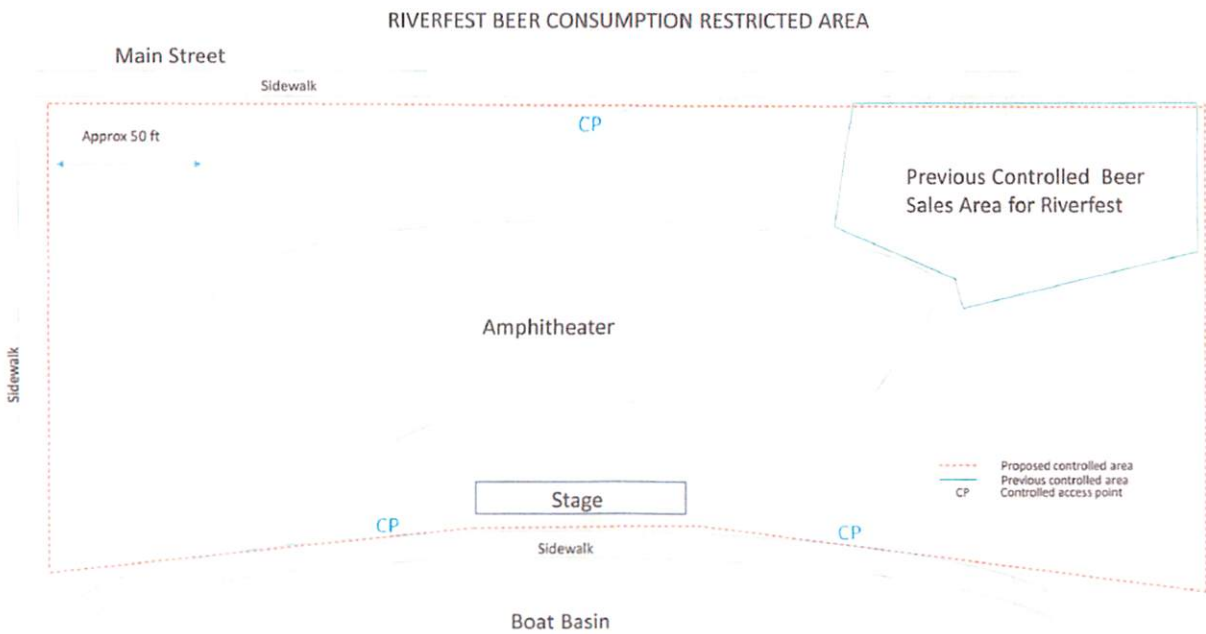 RIVERFEST BEER CONSUMPTION RESTRICTED AREA
Main Street
Sidewalk
Approx 50 ft
CP
Previous Controlled Beer
Sales Area for Riverfest
Amphitheater
Sidewalk
Proposed controlled area
Previous controlled area
CP Controlled access point
Stage
CP
CP
Sidewalk
Boat Basin